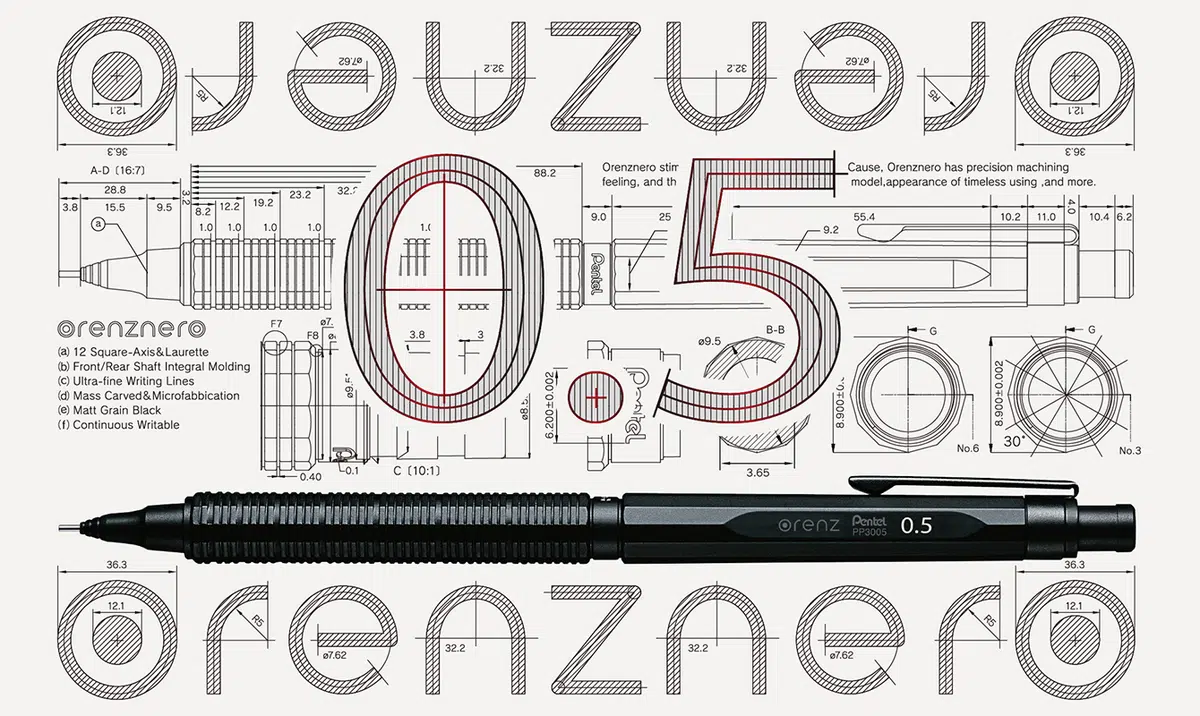 orenznero
ø7.62
32.2
32.2
ø7.62
R5
12.1
R5
12.1
36.3
36.3
A-D (16:7)
28.8
3.8 15.5 9.5
3.2
8.2 12.2 19.2 23.2 32.2
88.2
1.0 1.0 1.0 1.0
a
Orenznero stim
feeling, and th
Cause, Orenznero has precision machining
model,appearance of timeless using ,and more.
9.0 25
55.4
10.2 11.0 4.0 10.4 6.2
9.2
Pentel
05
orenznero
(a) 12 Square-Axis&Laurette
(b) Front/Rear Shaft Integral Molding
(c) Ultra-fine Writing Lines
(d) Mass Carved&Microfabbication
(e) Matt Grain Black
(f) Continuous Writable
F7
F8
0.40
0.1
3.8 3
C (10:1)
6.200±0.002
Pentel
B-B
ø9.5
3.65
8.900±0.002
G
No.6
8.900±0.002
G
30°
No.3
orenz Pentel 0.5
PP3005
36.3
36.3
12.1
R5
ø7.62
32.2
32.2
ø7.62
R5
12.1
orenznero